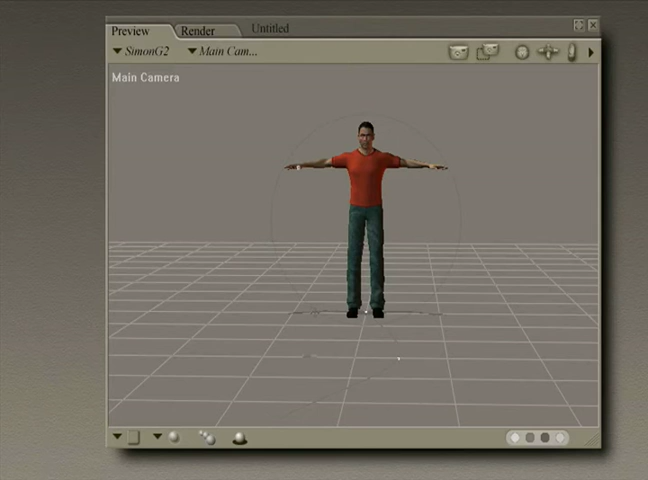 Preview
Render
Untitled
SimonG2
Main Cam...
Main Camera